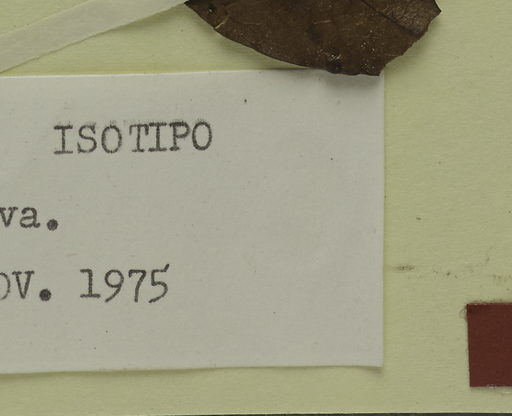 ISOTIPO
va.
OV. 1975